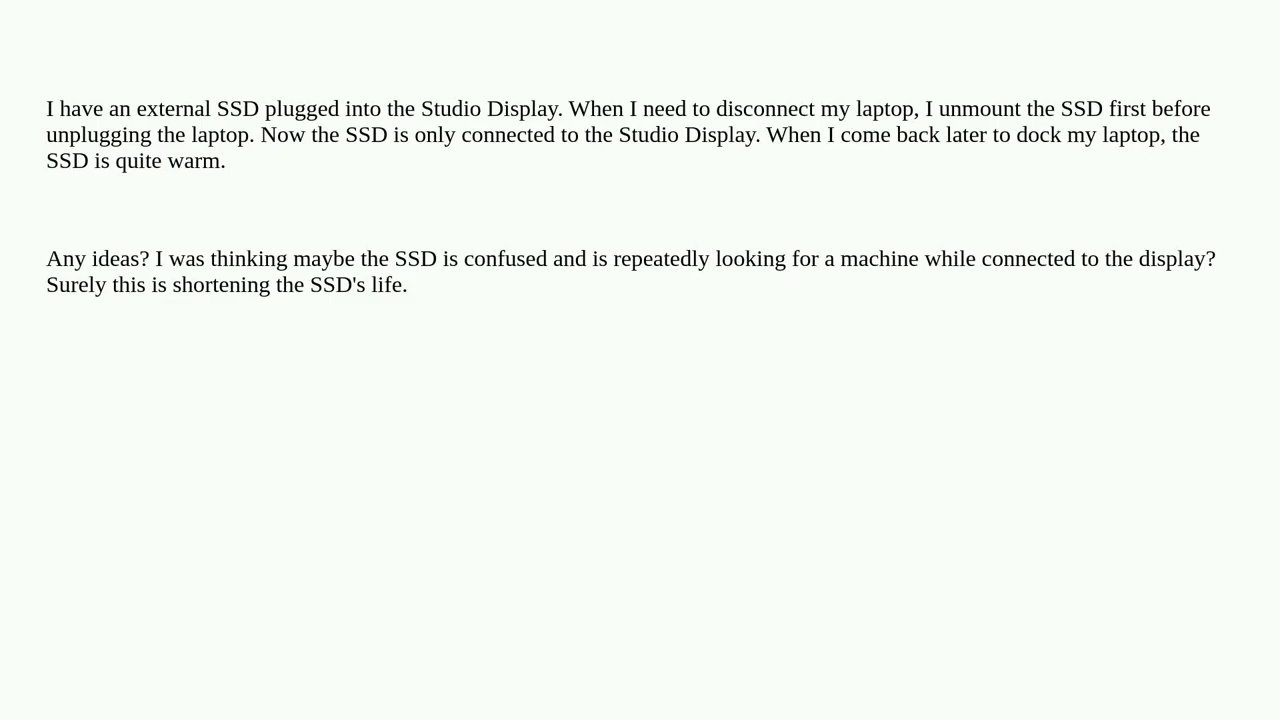 I have an external SSD plugged into the Studio Display. When I need to disconnect my laptop, I unmount the SSD first before
unplugging the laptop. Now the SSD is only connected to the Studio Display. When I come back later to dock my laptop, the
SSD is quite warm.
Any ideas? I was thinking maybe the SSD is confused and is repeatedly looking for a machine while connected to the display?
Surely this is shortening the SSD's life.